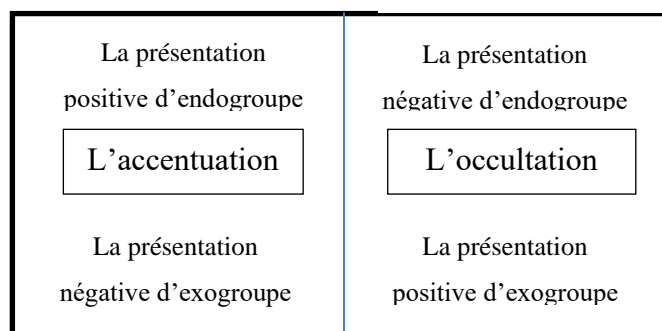 La présentation
positive d'endogroupe
L'accentuation
La présentation
négative d'exogroupe
La présentation
négative d'endogroupe
L'occultation
La présentation
positive d'exogroupe